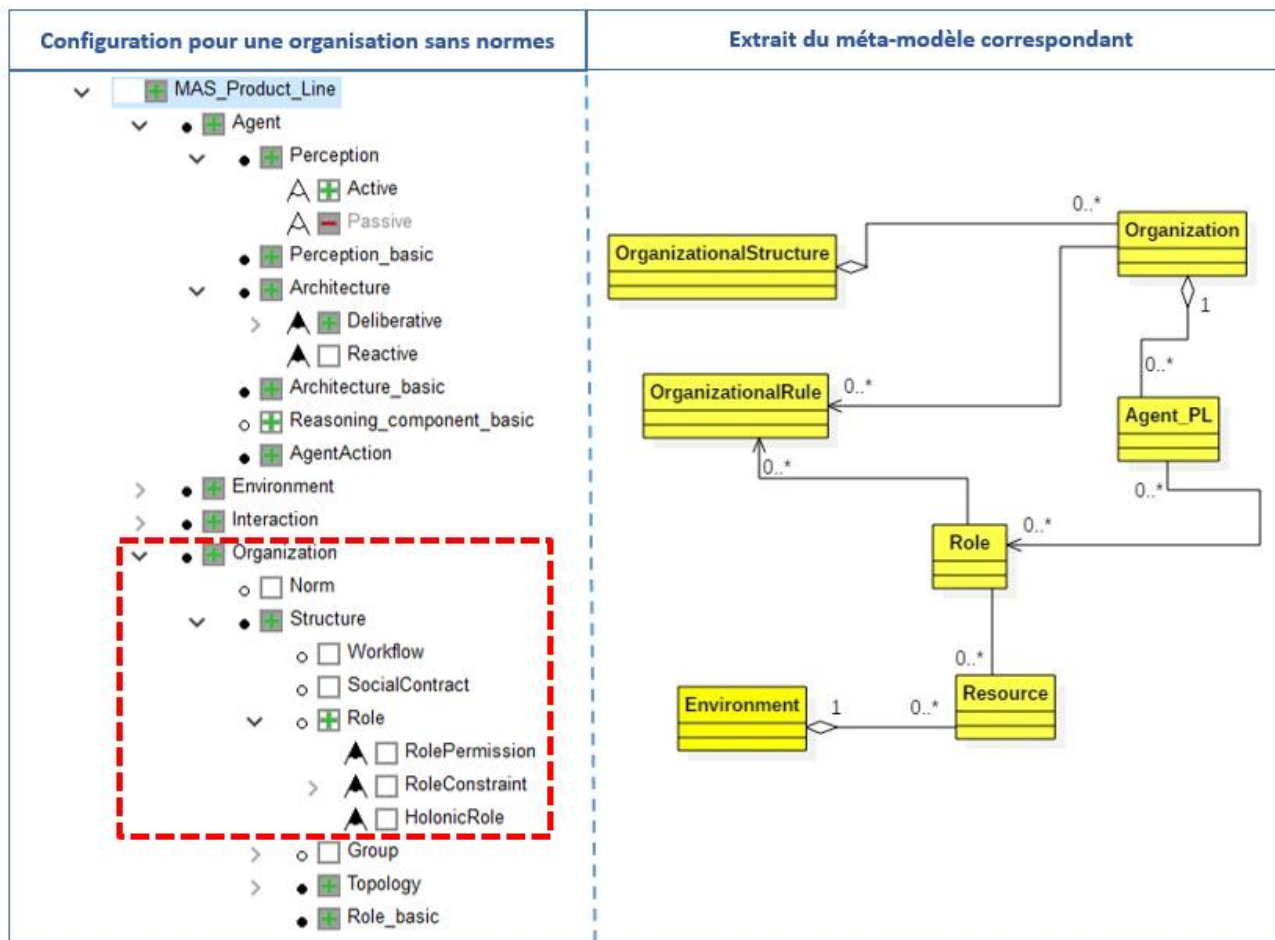 Configuration pour une organisation sans normes
Extrait du méta-modèle correspondant
MAS_Product_Line
Agent
Perception
Active
Passive
Perception_basic
Architecture
Deliberative
Reactive
Architecture_basic
Reasoning_component_basic
AgentAction
Environment
Interaction
Organization
Norm
Structure
Workflow
SocialContract
Role
RolePermission
RoleConstraint
HolonicRole
Group
Topology
Role_basic
0..*
Organization
OrganizationalStructure
1
0..*
OrganizationalRule
0..*
Agent_PL
0..*
0..*
0..*
Role
0..*
Resource
Environment
1
0..*